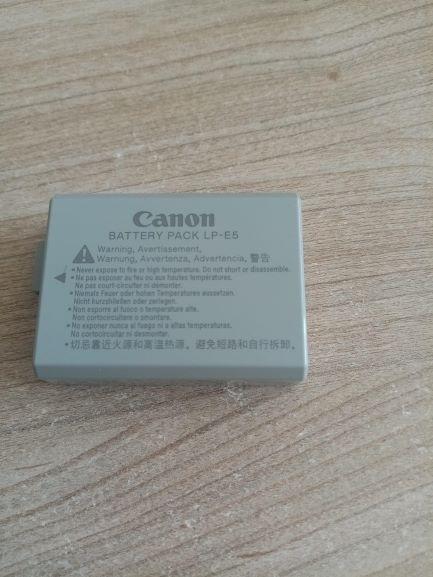 Canon
BATTERY PACK LP-E5
Warning, Avertissement,
Warnung, Avvertenza, Advertencia, 警告
• Never expose to fire or high temperature. Do not short or disassemble.
• Ne pas exposer au feu ou aux hautes températures.
Ne pas court-circuiter ni démonter.
• Niemals Feuer oder hohen Temperaturen aussetzen.
Nicht kurzshließen oder zerlegen.
• Non esporre al fuoco o temperature alte.
Non cortocircuitare o smontare.
• No exponer nunca al fuego ni a altas temperaturas.
No cortocircuitar ni desmontar.
• 切忌靠近火源和高温热源。避免短路和自行拆卸。